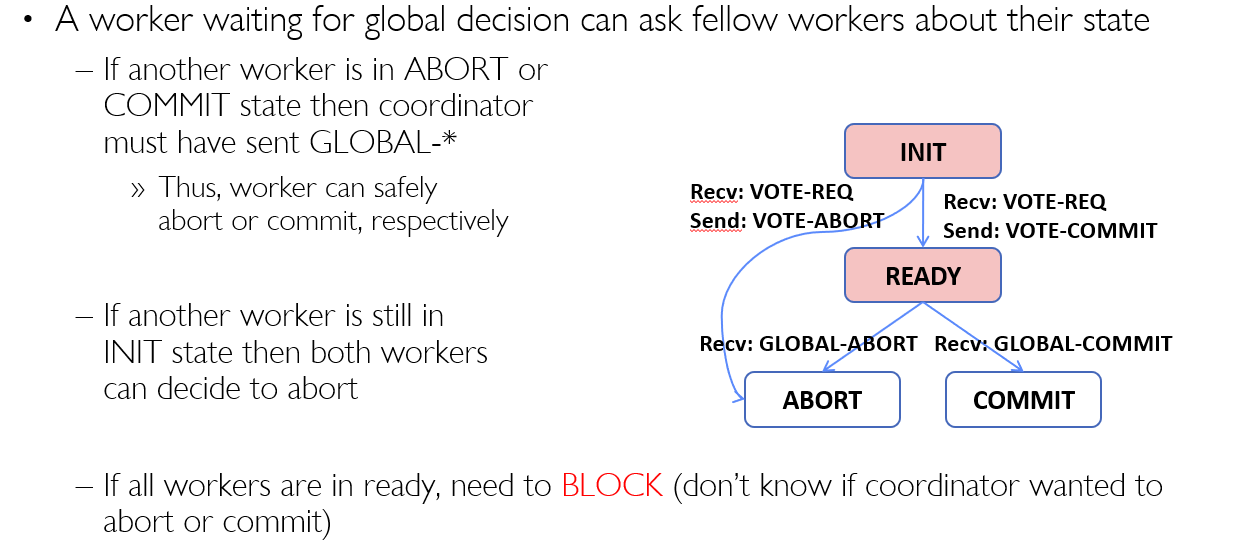 • A worker waiting for global decision can ask fellow workers about their state
– If another worker is in ABORT or
COMMIT state then coordinator
must have sent GLOBAL-*
» Thus, worker can safely
abort or commit, respectively
– If another worker is still in
INIT state then both workers
can decide to abort
– If all workers are in ready, need to BLOCK (don't know if coordinator wanted to
abort or commit)
INIT
Recv: VOTE-REQ
Send: VOTE-ABORT
Recv: VOTE-REQ
Send: VOTE-COMMIT
READY
Recv: GLOBAL-ABORT
Recv: GLOBAL-COMMIT
ABORT
COMMIT